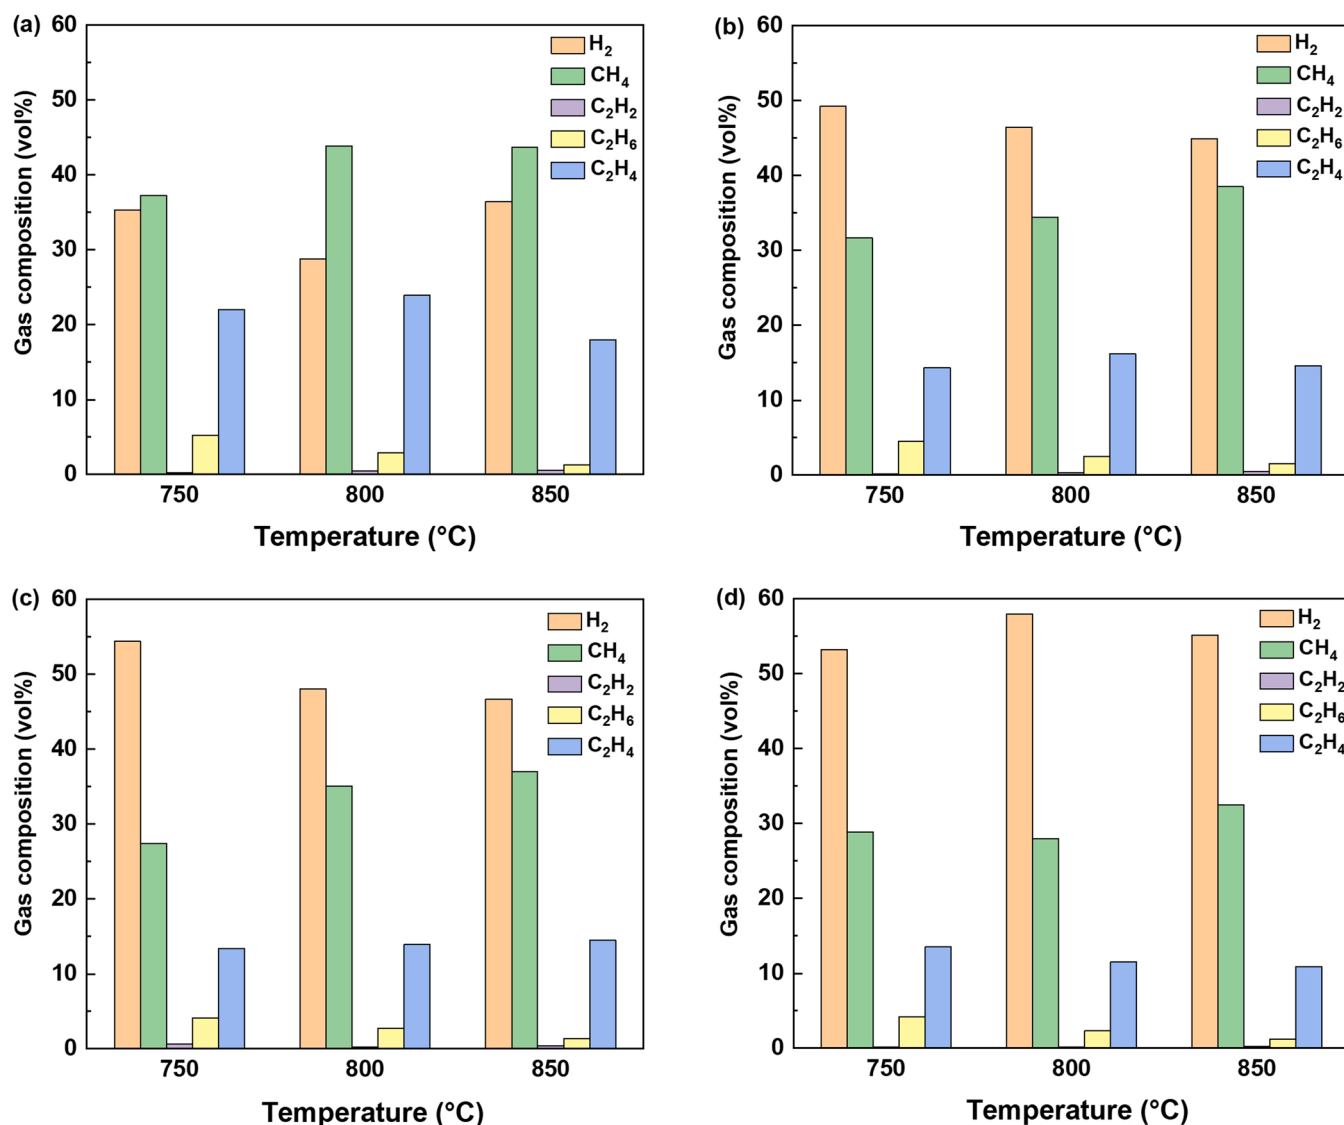 (a)
60
50
40
30
20
10
0
Gas composition (vol%)
H₂
CH₄
C₂H₂
C₂H₆
C₂H₄
750 800 850
Temperature (°C)
(b)
60
50
40
30
20
10
0
Gas composition (vol%)
H₂
CH₄
C₂H₂
C₂H₆
C₂H₄
750 800 850
Temperature (°C)
(c)
60
50
40
30
20
10
0
Gas composition (vol%)
H₂
CH₄
C₂H₂
C₂H₆
C₂H₄
750 800 850
Temperature (°C)
(d)
60
50
40
30
20
10
0
Gas composition (vol%)
H₂
CH₄
C₂H₂
C₂H₆
C₂H₄
750 800 850
Temperature (°C)